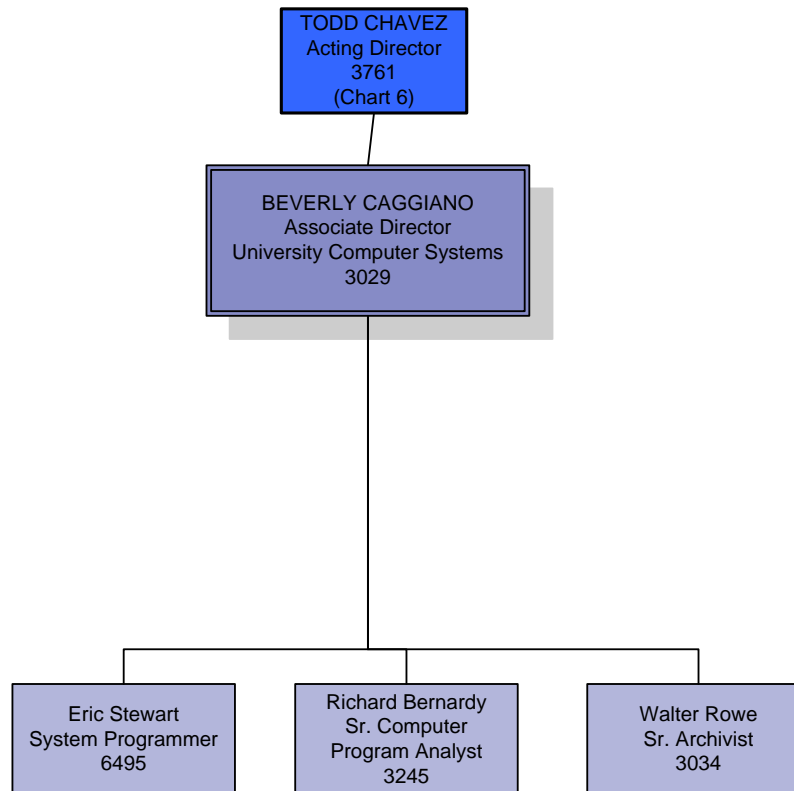 TODD CHAVEZ
Acting Director
3761
(Chart 6)
BEVERLY CAGGIANO
Associate Director
University Computer Systems
3029
Eric Stewart
System Programmer
6495
Richard Bernardy
Sr. Computer
Program Analyst
3245
Walter Rowe
Sr. Archivist
3034